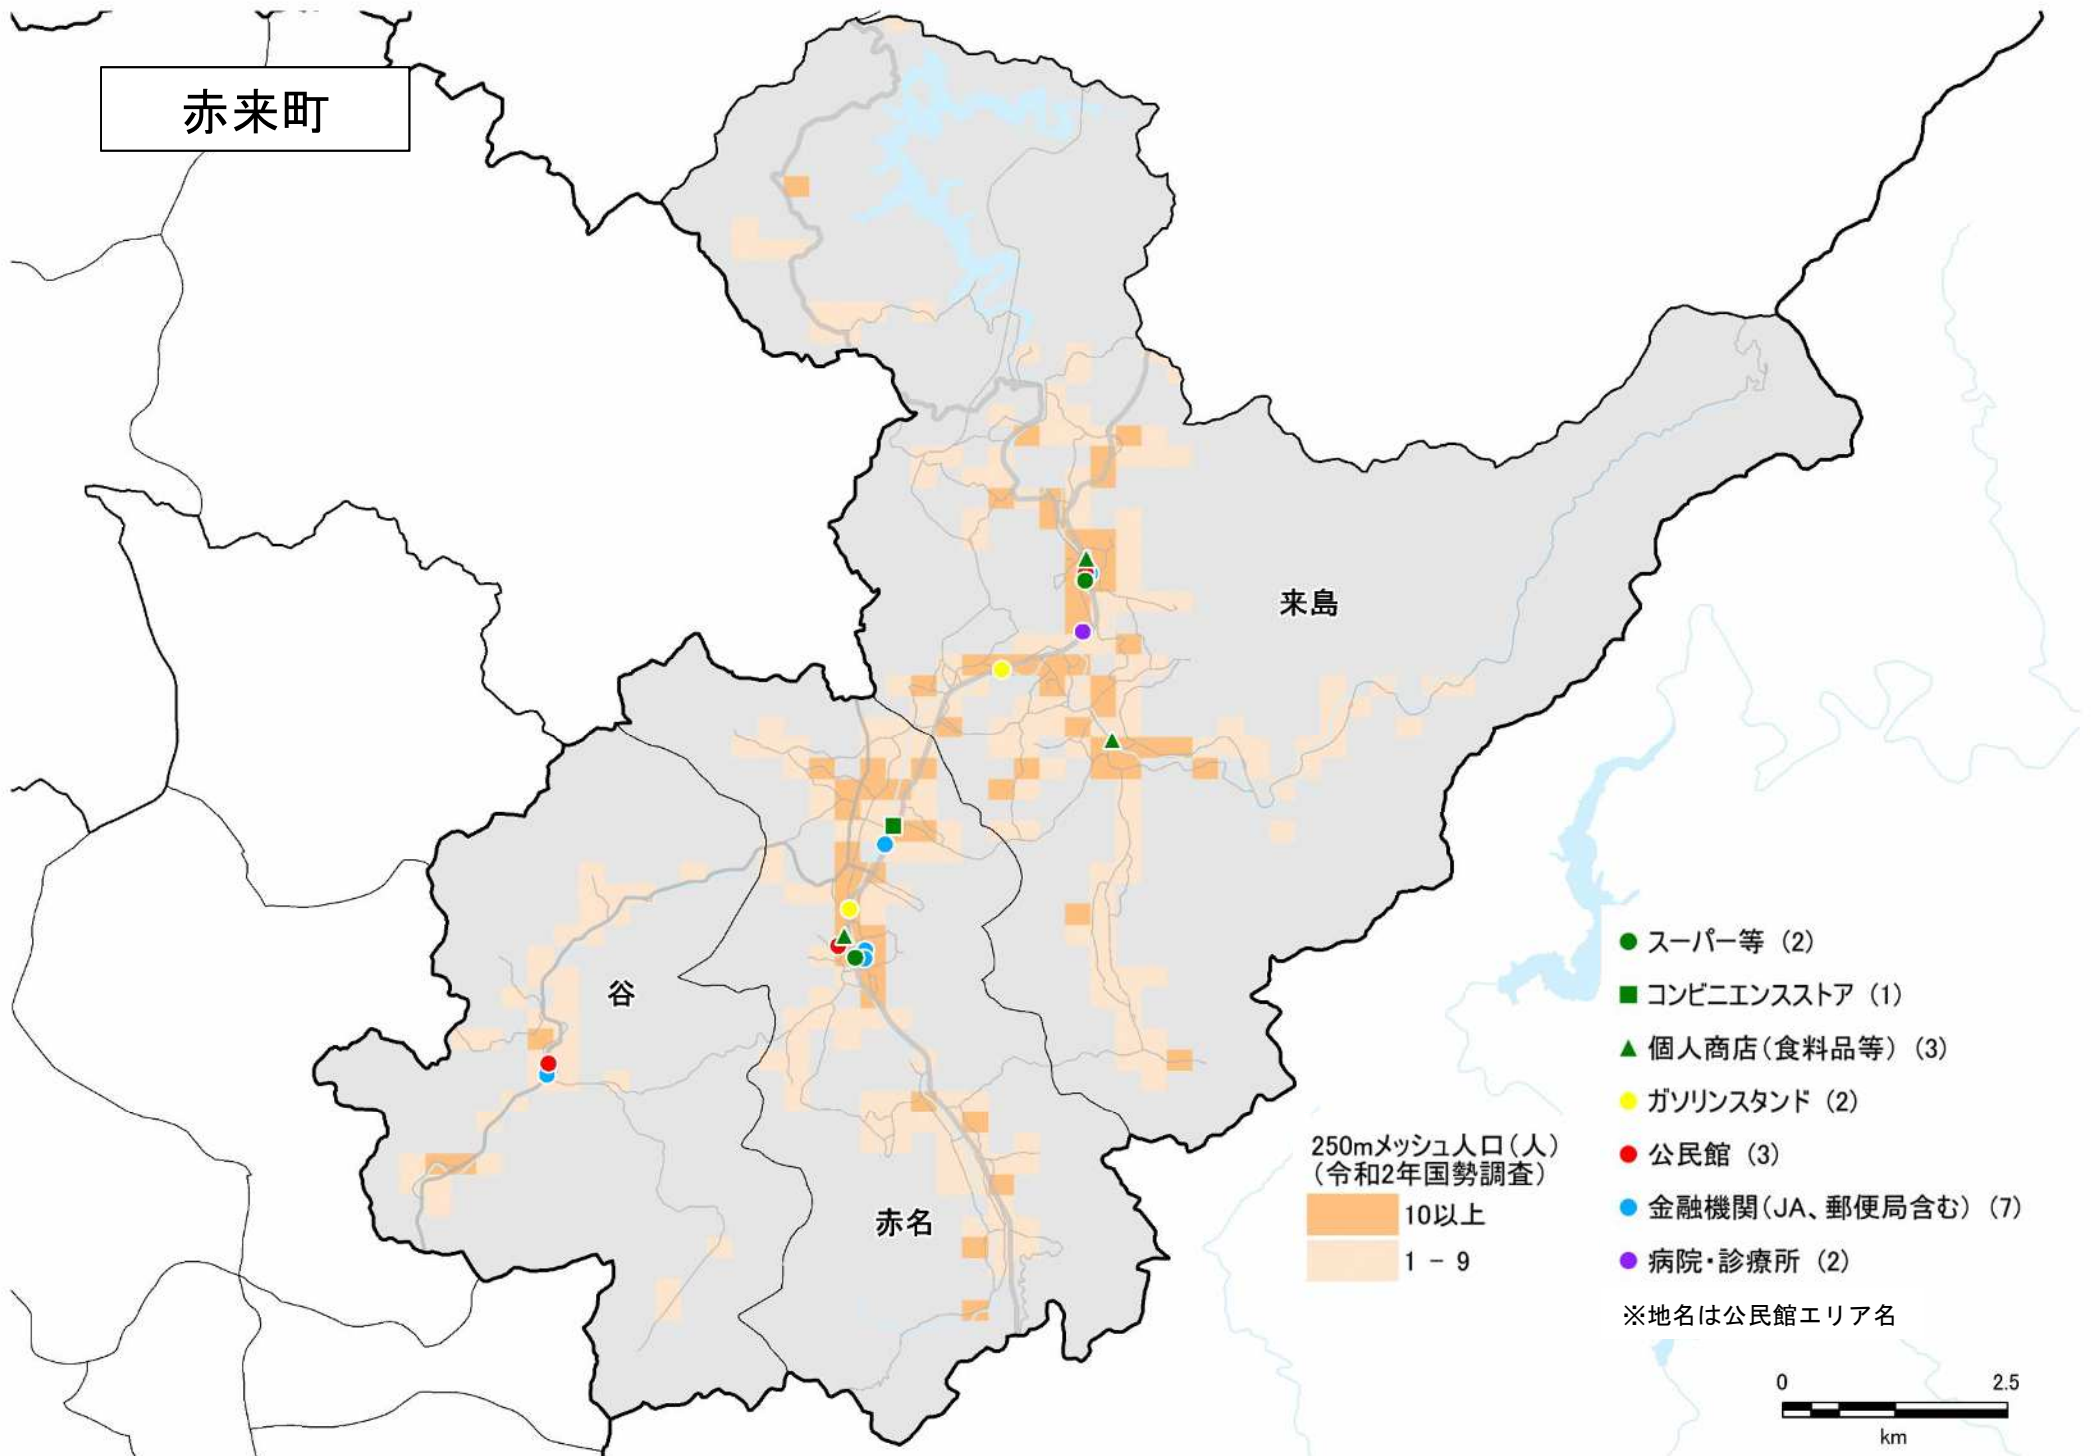 赤来町
来島
谷
赤名
スーパー等（2）
コンビニエンスストア（1）
個人商店（食料品等）（3）
ガソリンスタンド（2）
公民館（3）
金融機関（JA、郵便局含む）（7）
病院・診療所（2）
※地名は公民館エリア名
250mメッシュ人口（人）
（令和2年国勢調査）
10以上
1 － 9
0 2.5
km